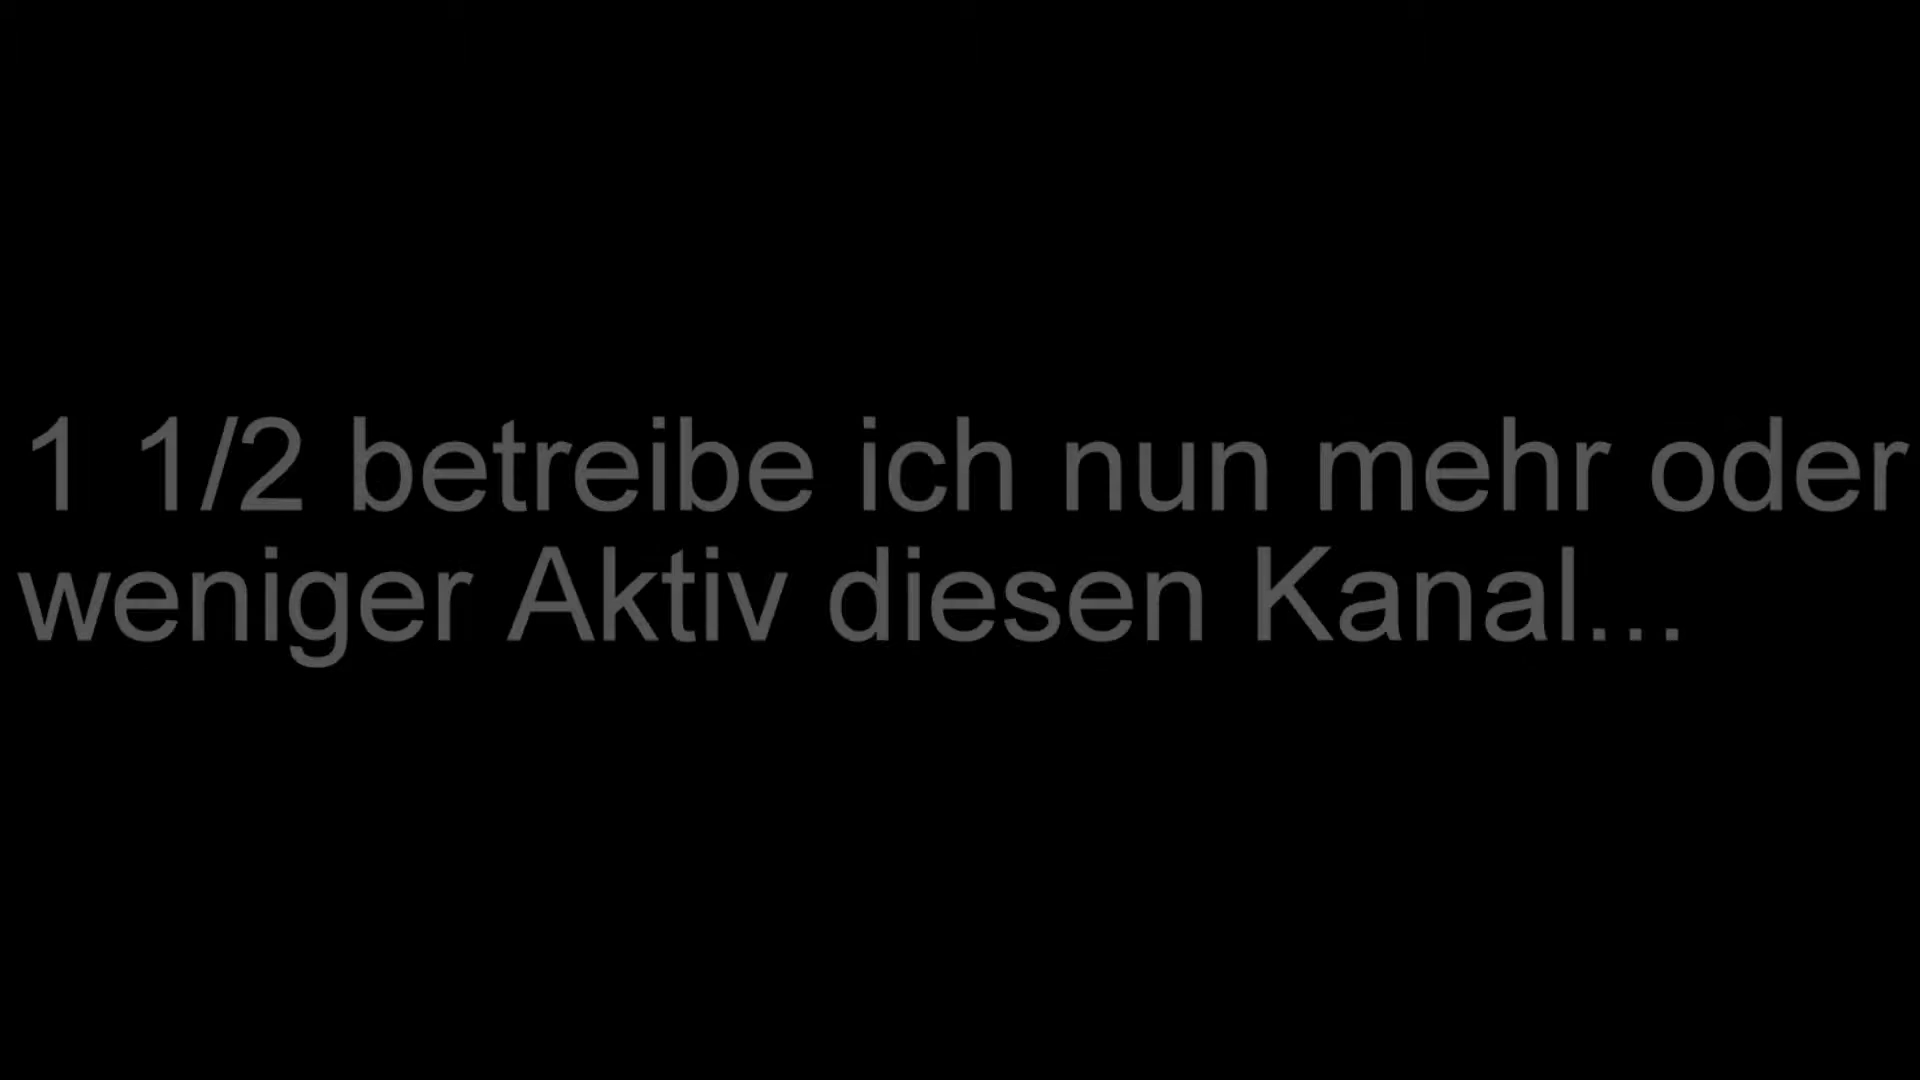 1 1/2 betreibe ich nun mehr oder
weniger Aktiv diesen Kanal...